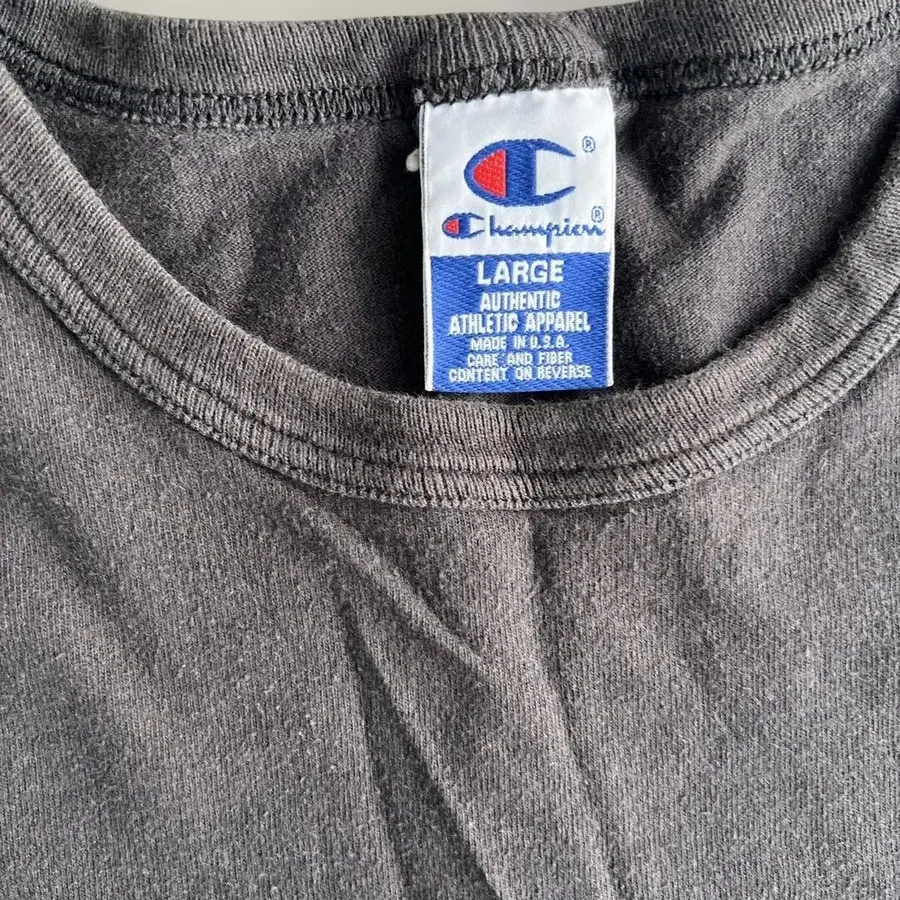 ®
Champion®
LARGE
AUTHENTIC
ATHLETIC APPAREL
MADE IN U.S.A.
CARE AND FIBER
CONTENT ON REVERSE